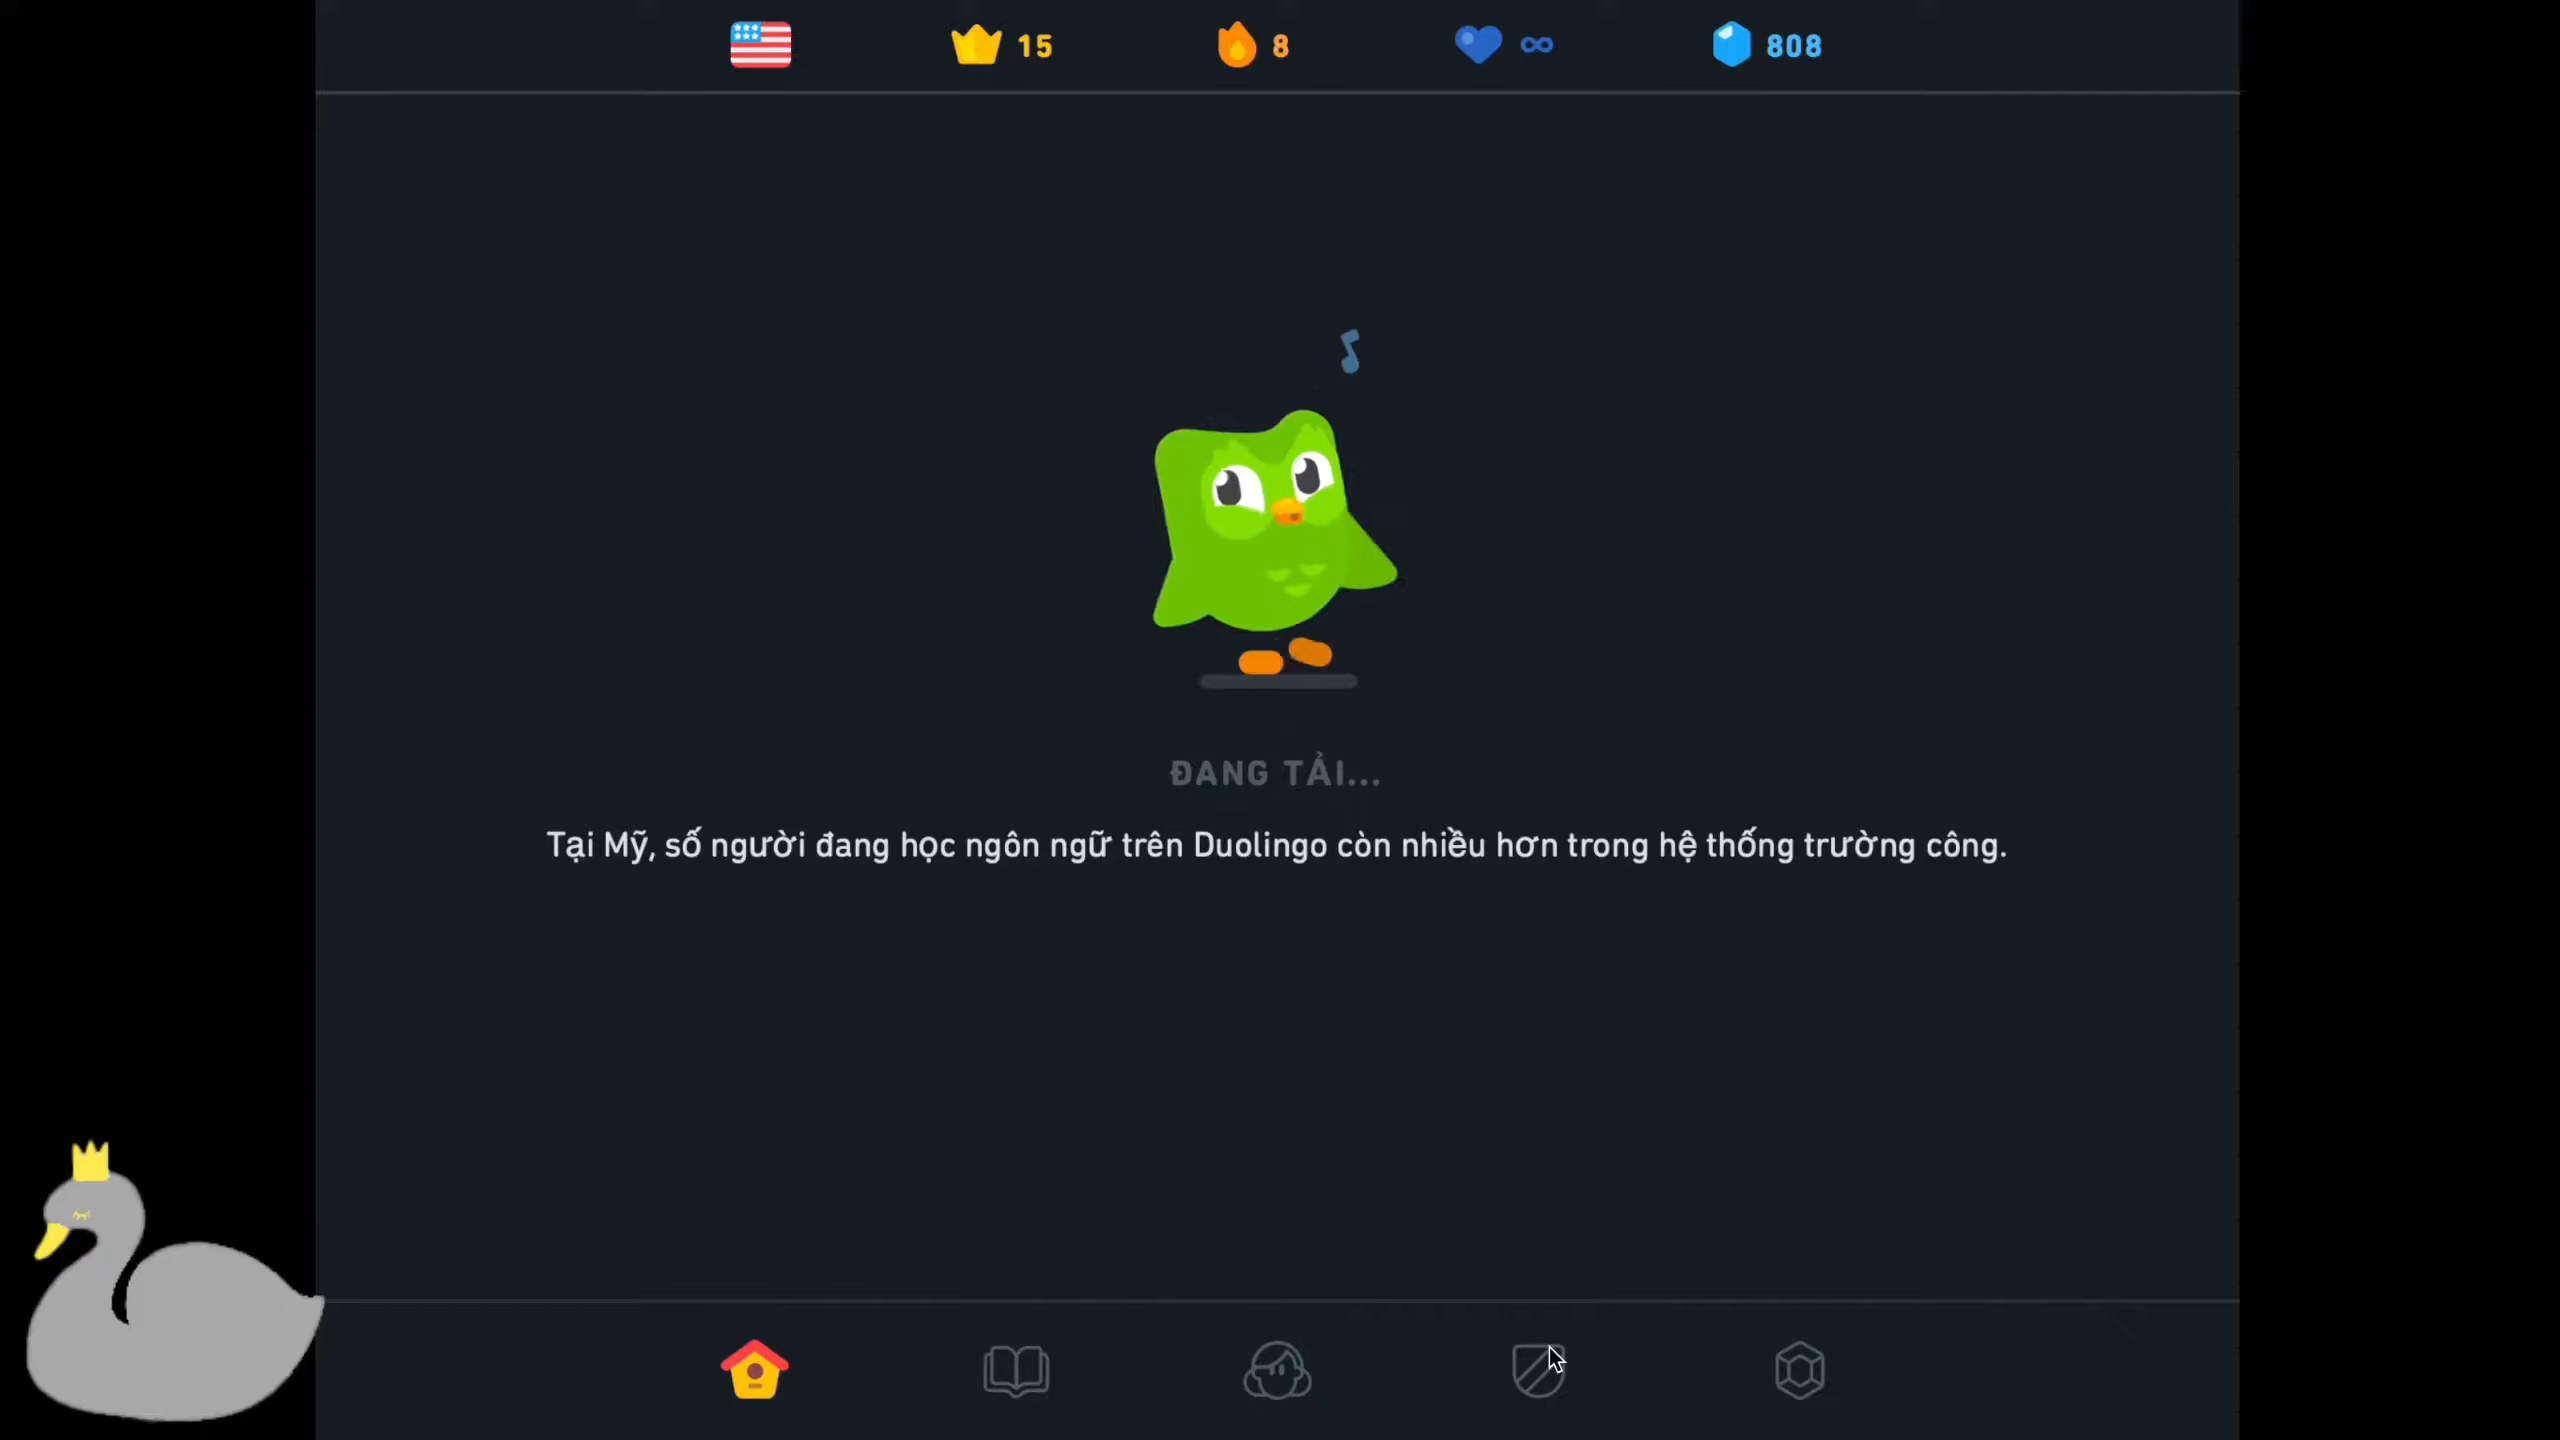 15 8 ∞ 808
ĐANG TẢI...
Tại Mỹ, số người đang học ngôn ngữ trên Duolingo còn nhiều hơn trong hệ thống trường công.